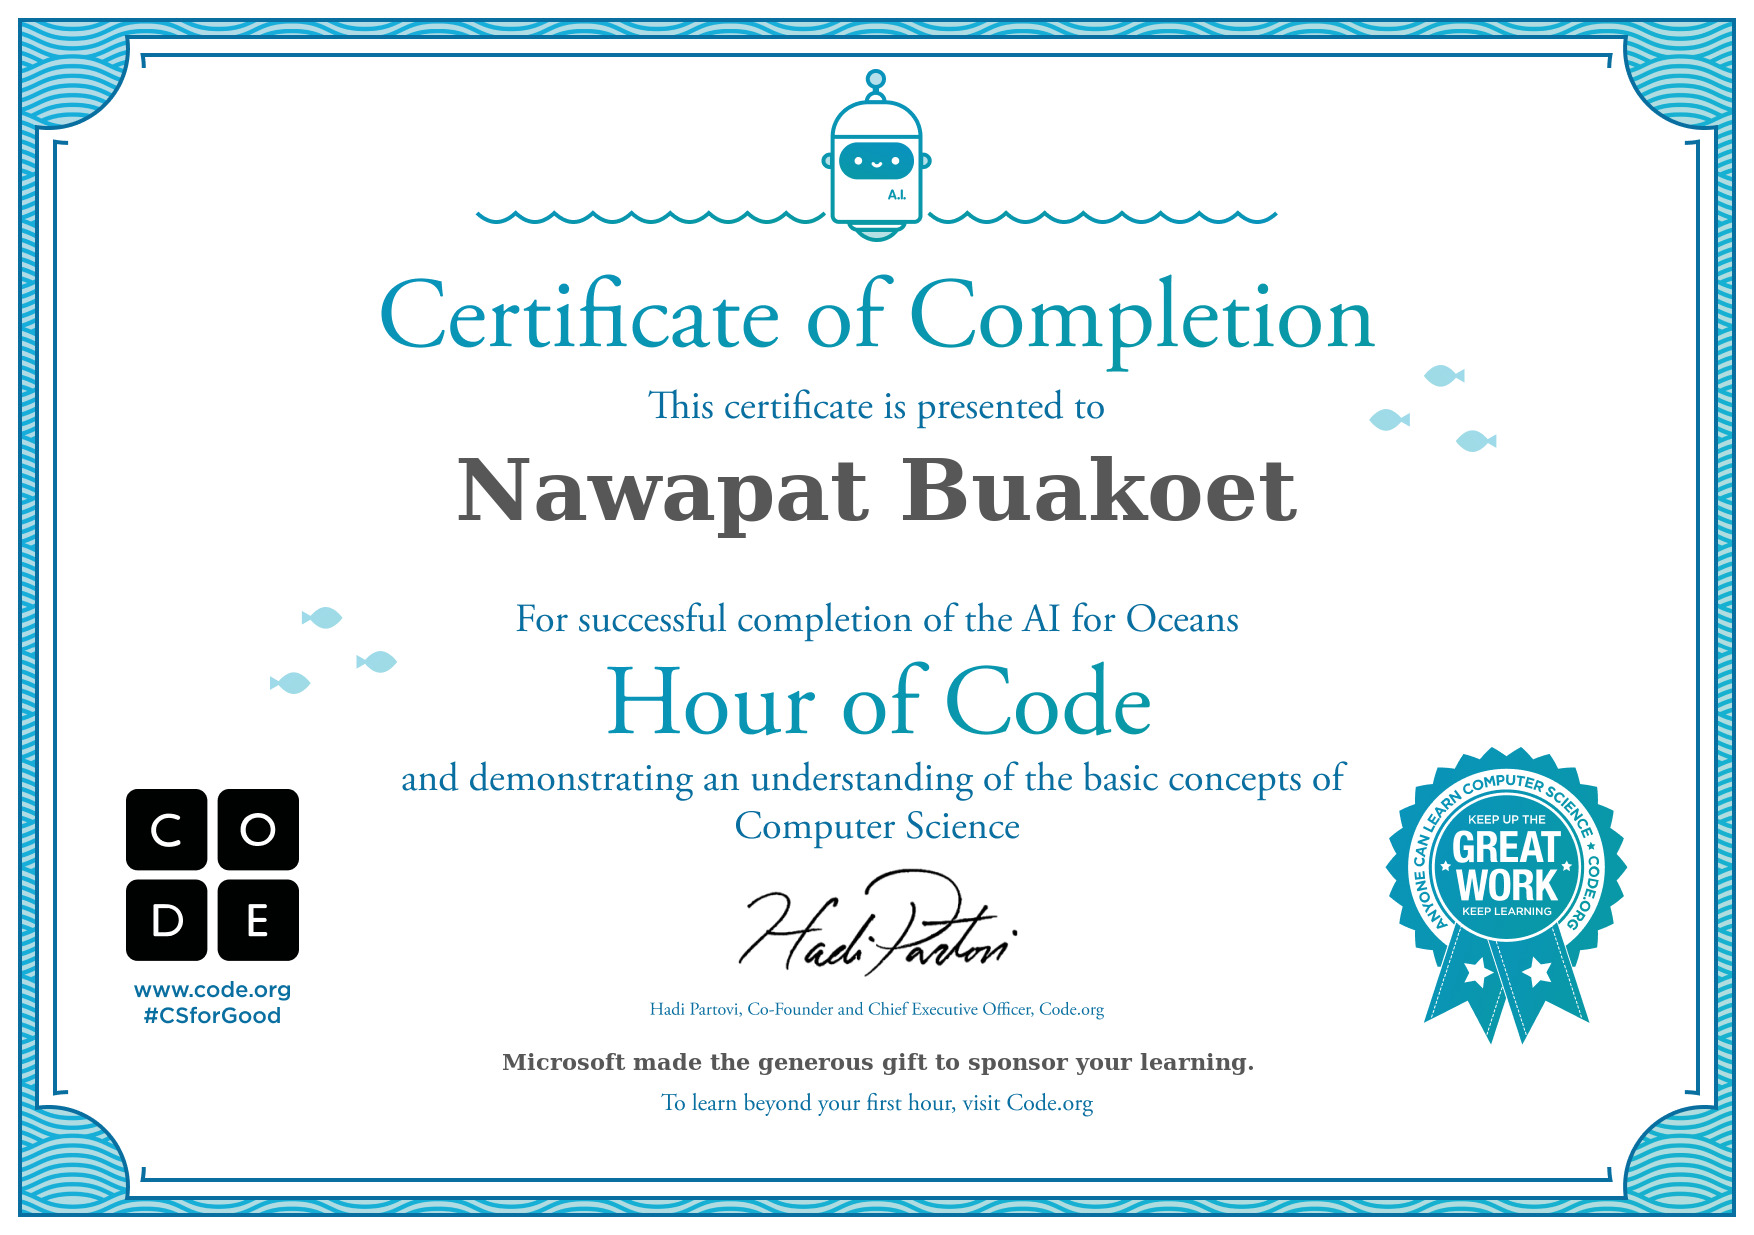 A.I.
Certificate of Completion
This certificate is presented to
Nawapat Buakoet
For successful completion of the AI for Oceans
Hour of Code
and demonstrating an understanding of the basic concepts of
Computer Science
C O
D E
www.code.org
#CSforGood
Hadi Partovi
Hadi Partovi, Co-Founder and Chief Executive Officer, Code.org
Microsoft made the generous gift to sponsor your learning.
To learn beyond your first hour, visit Code.org
ANYONE CAN LEARN COMPUTER SCIENCE ★ CODE.ORG
KEEP UP THE
GREAT
WORK
KEEP LEARNING